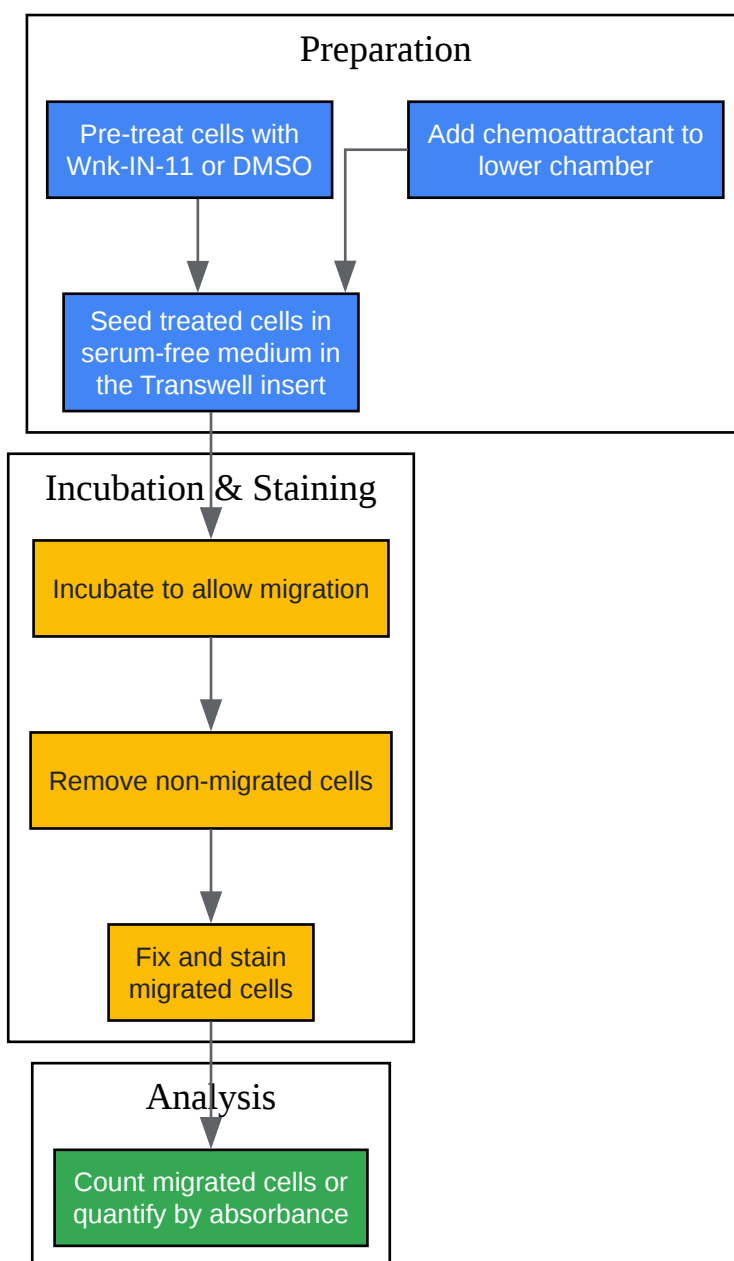 Preparation
Pre-treat cells with
Wnk-IN-11 or DMSO
Add chemoattractant to
lower chamber
Seed treated cells in
serum-free medium in
the Transwell insert
Incubation & Staining
Incubate to allow migration
Remove non-migrated cells
Fix and stain
migrated cells
Analysis
Count migrated cells or
quantify by absorbance